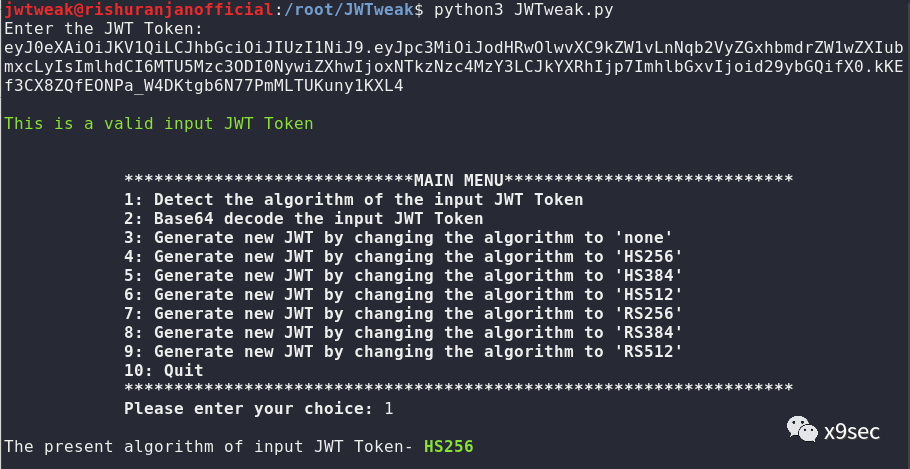 jwtweak@rishuranjanofficial:/root/JWTweak$ python3 JWTweak.py
Enter the JWT Token:
eyJ0eXAiOiJKV1QiLCJhbGciOiJIUzI1NiJ9.eyJpc3MiOiJodHRwOlwvXC9kZW1vLnNqb2VyZGxhbmdrZW1wZXIub
mxcLyIsImlhdCI6MTU5Mzc3ODI0NywiZXhwIjoxNTkzNzc4MzY3LCJkYXRhIjp7ImhlbGxvIjoid29ybGQifX0.kKE
f3CX8ZQfEONPa_W4DKtgb6N77PmMLTUKuny1KXL4
This is a valid input JWT Token
*****************************MAIN MENU*****************************
1: Detect the algorithm of the input JWT Token
2: Base64 decode the input JWT Token
3: Generate new JWT by changing the algorithm to 'none'
4: Generate new JWT by changing the algorithm to 'HS256'
5: Generate new JWT by changing the algorithm to 'HS384'
6: Generate new JWT by changing the algorithm to 'HS512'
7: Generate new JWT by changing the algorithm to 'RS256'
8: Generate new JWT by changing the algorithm to 'RS384'
9: Generate new JWT by changing the algorithm to 'RS512'
10: Quit
*******************************************************************
Please enter your choice: 1
x9sec
The present algorithm of input JWT Token- HS256